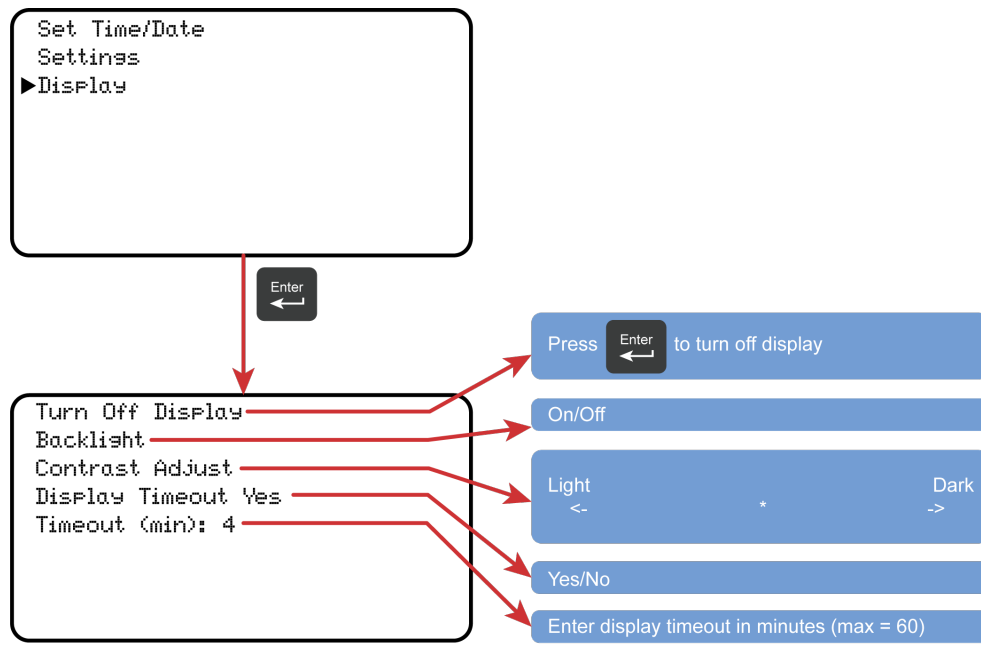 Set Time/Date
Settings
▶Display
Enter
Turn Off Display
Backlight
Contrast Adjust
Display Timeout Yes
Timeout (min): 4
Press Enter to turn off display
On/Off
Light Dark
<- * ->
Yes/No
Enter display timeout in minutes (max = 60)